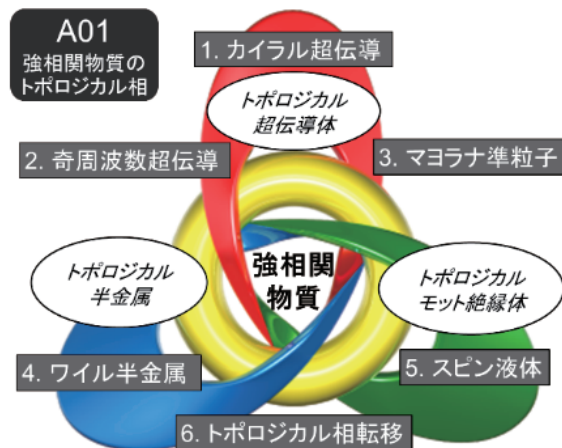 A01
強相関物質の
トポロジカル相
1. カイラル超伝導
トポロジカル
超伝導体
2. 奇周波数超伝導
3. マヨラナ準粒子
トポロジカル
半金属
強相関
物質
トポロジカル
モット絶縁体
4. ワイル半金属
5. スピン液体
6. トポロジカル相転移